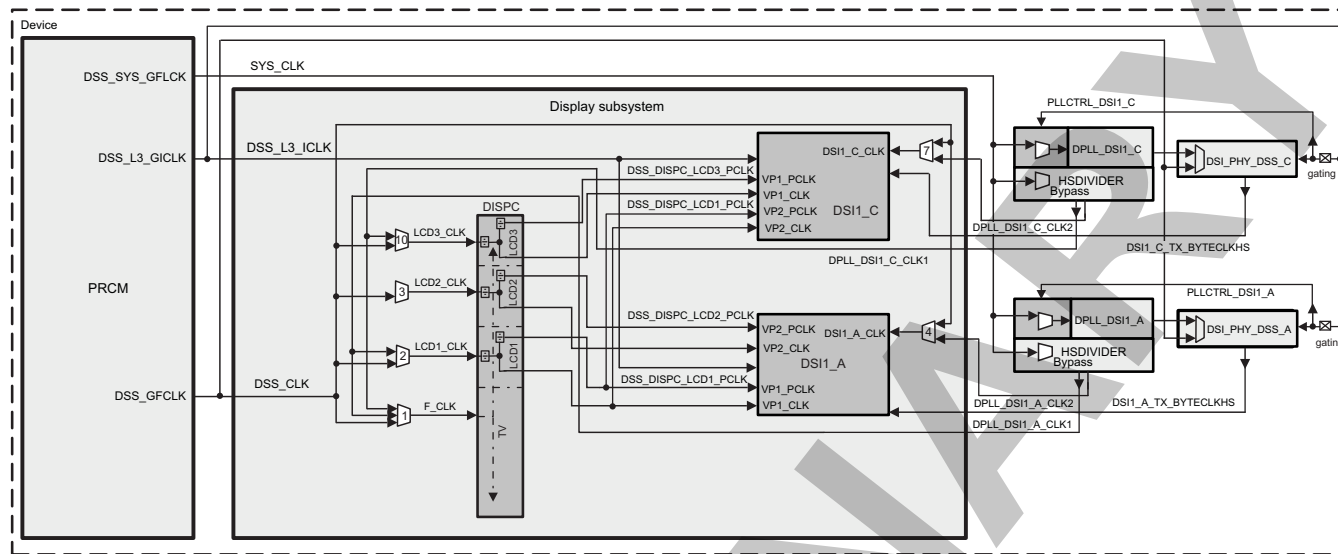 Device
DSS_SYS_GFLCK
SYS_CLK
PLLCTRL_DSI1_C
Display subsystem
DSS_L3_GICLK
DSS_L3_ICLK
DSI1_C_CLK
7
DPLL_DSI1_C
DSI_PHY_DSS_C
gating
DSS_DISPC_LCD3_PCLK
VP1_PCLK
HSDIVIDER
Bypass
VP1_CLK
DSS_DISPC_LCD1_PCLK
VP2_PCLK
DSI1_C
DISPC
VP2_CLK
DPLL_DSI1_C_CLK2
LCD3_CLK
10
LCD3
DSI1_C_TX_BYTECLKHS
DPLL_DSI1_C_CLK1
PRCM
LCD2_CLK
3
LCD2
PLLCTRL_DSI1_A
DSS_DISPC_LCD2_PCLK
VP2_PCLK
DSI1_A_CLK
4
DPLL_DSI1_A
DSI_PHY_DSS_A
gating
LCD1_CLK
2
LCD1
VP2_CLK
HSDIVIDER
Bypass
DSI1_A
DSS_DISPC_LCD1_PCLK
VP1_PCLK
DSS_GFCLK
DSS_CLK
VP1_CLK
DPLL_DSI1_A_CLK2
DSI1_A_TX_BYTECLKHS
F_CLK
1
TV
DPLL_DSI1_A_CLK1
NARY